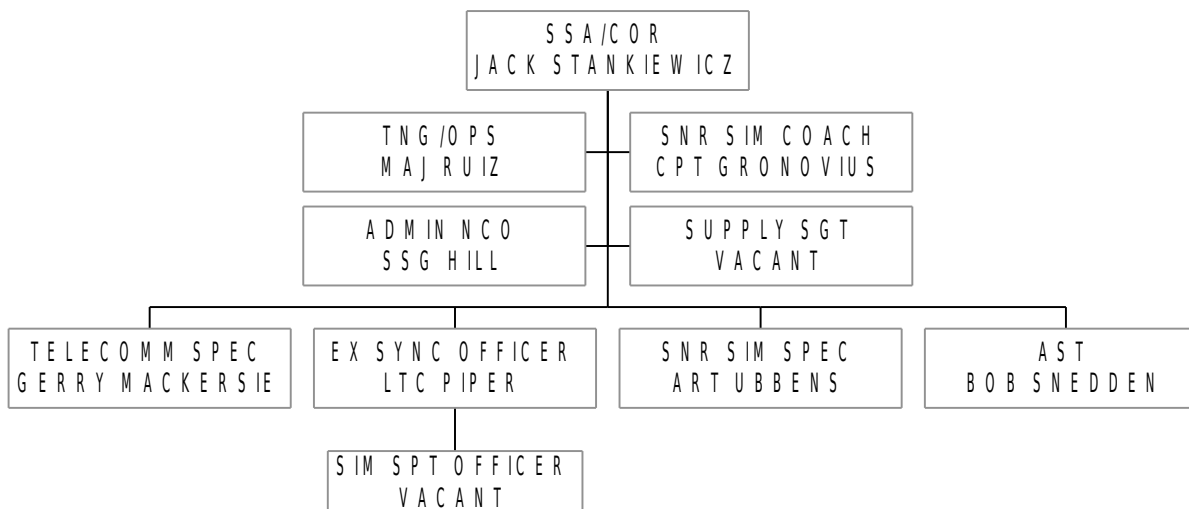 SSA/COR
JACK STANKIEWICZ
TNG/OPS
MAJ RUIZ
SNR SIM COACH
CPT GRONOVIUS
ADMIN NCO
SSG HILL
SUPPLY SGT
VACANT
TELECOMM SPEC
GERRY MACKERSIE
EX SYNC OFFICER
LTC PIPER
SNR SIM SPEC
ART UBBENS
AST
BOB SNEDDEN
SIM SPT OFFICER
VACANT